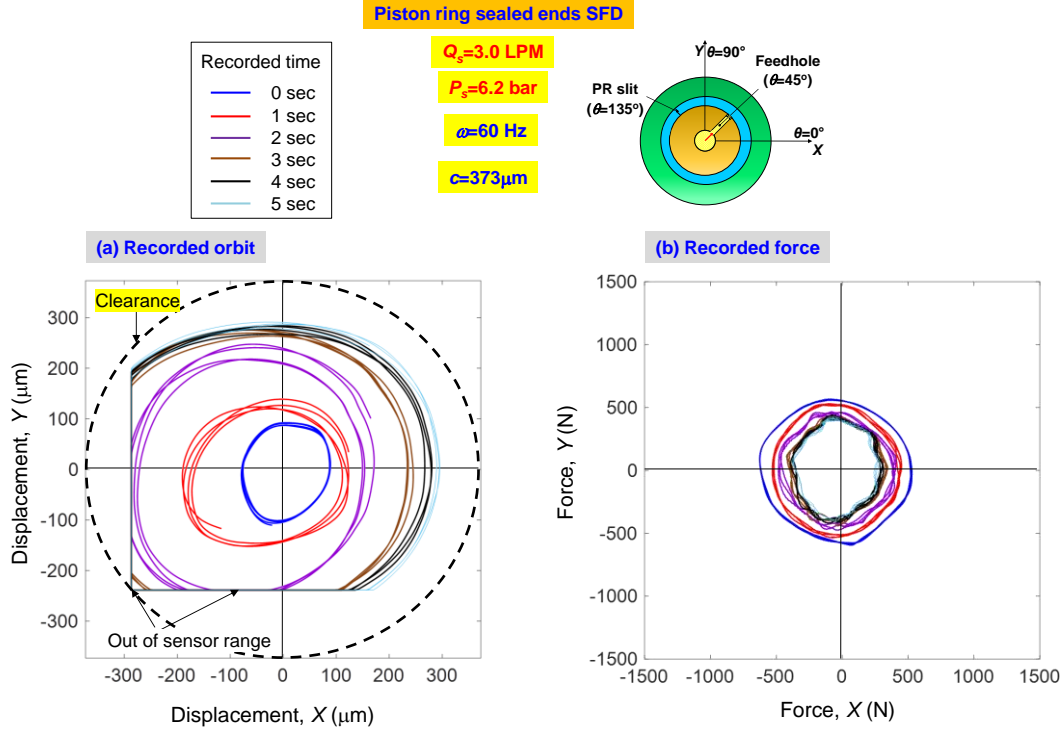 Piston ring sealed ends SFD
Qs=3.0 LPM
Ps=6.2 bar
ω=60 Hz
c=373μm
Recorded time
0 sec
1 sec
2 sec
3 sec
4 sec
5 sec
Y
θ=90°
Feedhole
(θ=45°)
PR slit
(θ=135°)
θ=0°
X
(a) Recorded orbit
Clearance
300
200
100
0
-100
-200
-300
-300 -200 -100 0 100 200 300
Displacement, Y (μm)
Out of sensor range
Displacement, X (μm)
(b) Recorded force
1500
1000
500
0
-500
-1000
-1500
-1500 -1000 -500 0 500 1000 1500
Force, Y (N)
Force, X (N)